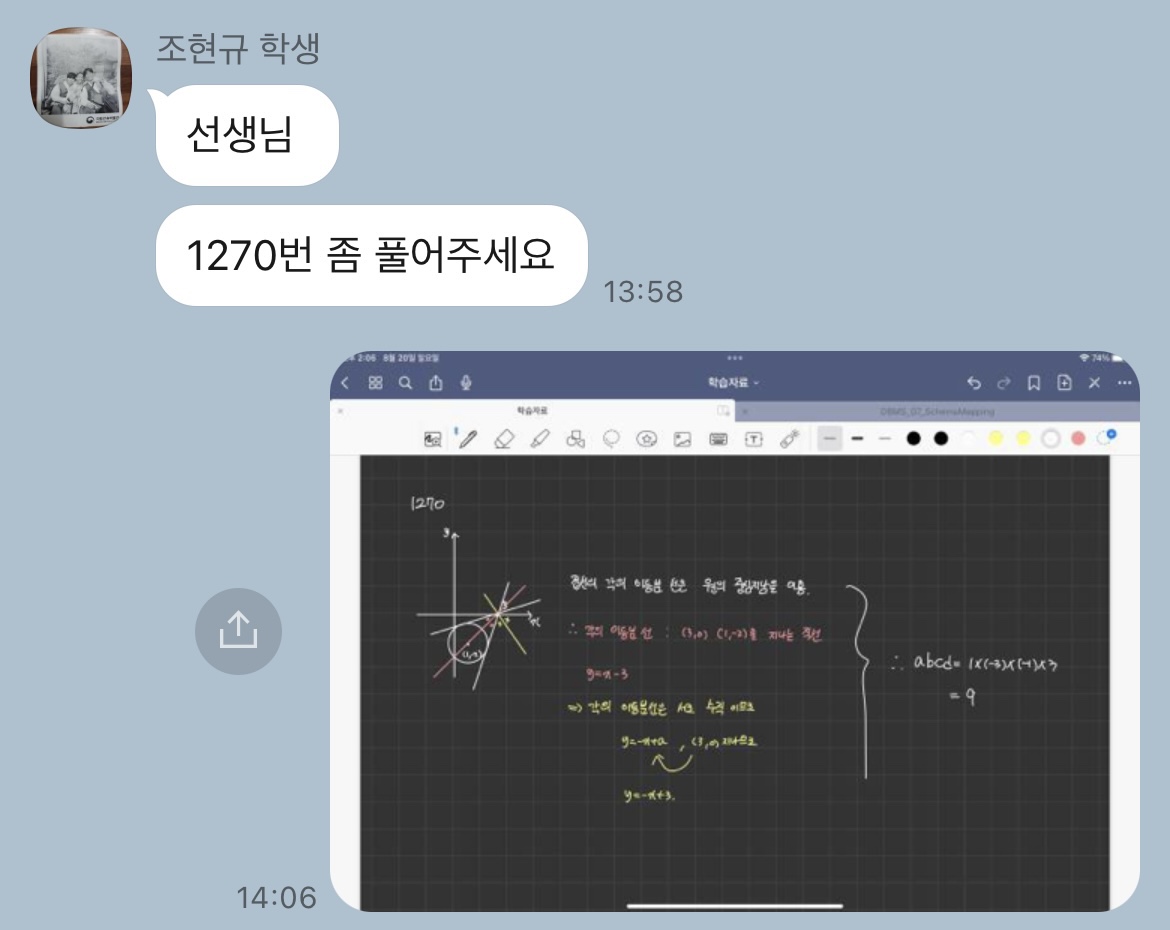 조현규 학생
선생님
1270번 좀 풀어주세요
13:58
2:06 8월 20일 일요일
74%
학습자료
학습자료
DBMS_07_SchemaMapping
1270
y
x
(1,-2)
접선의 각의 이등분 선은 원의 중심지남을 이용.
∴ 각의 이등분선 : (3,0) (1,-2)를 지나는 직선
y=x-3
=> 각의 이등분선은 서로 수직 이므로
y=-x+a , (3,0) 지나므로
y=-x+3.
∴ abcd= 1x(-3)x(-1)x3
= 9
14:06